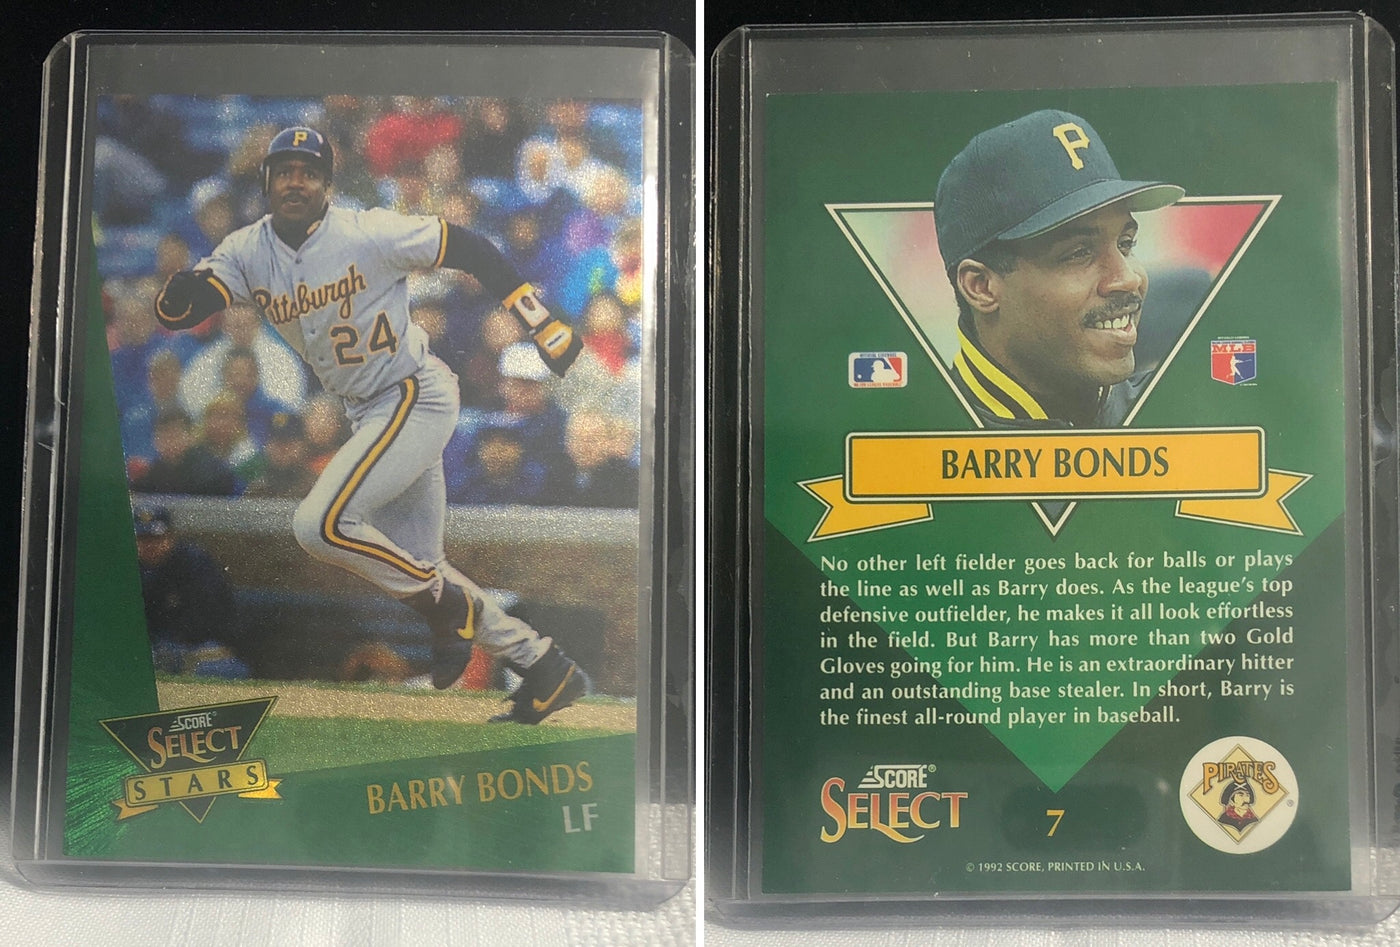 P
Pittsburgh
24
SCORE®
SELECT
STARS
BARRY BONDS
LF
P
MLB
BARRY BONDS
No other left fielder goes back for balls or plays
the line as well as Barry does. As the league's top
defensive outfielder, he makes it all look effortless
in the field. But Barry has more than two Gold
Gloves going for him. He is an extraordinary hitter
and an outstanding base stealer. In short, Barry is
the finest all-round player in baseball.
SCORE®
SELECT
7
PIRATES
®
© 1992 SCORE, PRINTED IN U.S.A.